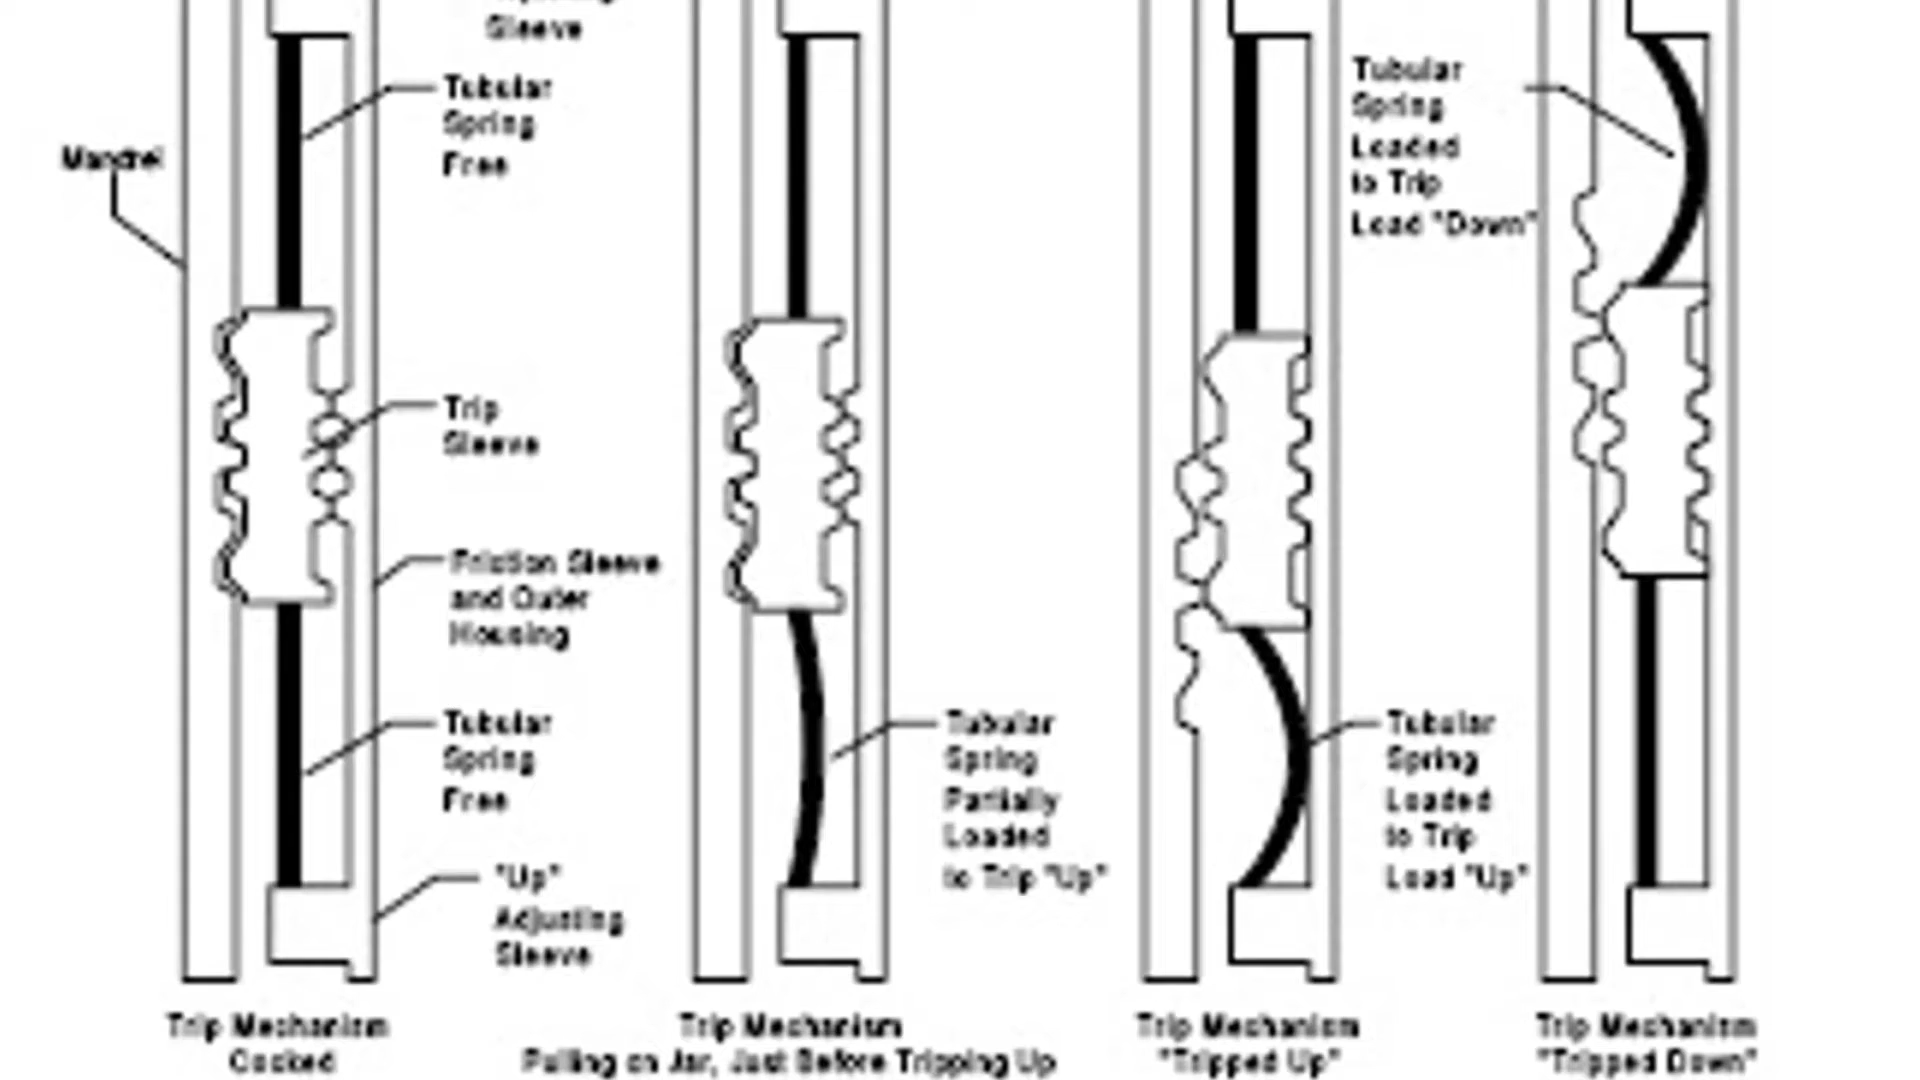 Sleeve
Tubular
Spring
Free
Mandrel
Trip
Sleeve
Friction Sleeve
and Outer
Housing
Tubular
Spring
Free
"Up"
Adjusting
Sleeve
Trip Mechanism
Cocked
Tubular
Spring
Partially
Loaded
to Trip "Up"
Trip Mechanism
Pulling on Jar, Just Before Tripping Up
Tubular
Spring
Loaded
to Trip
Load "Up"
Trip Mechanism
"Tripped Up"
Tubular
Spring
Loaded
to Trip
Load "Down"
Trip Mechanism
"Tripped Down"